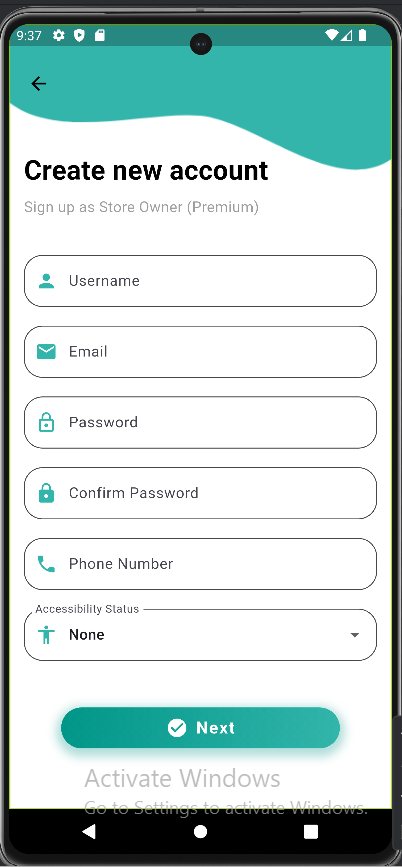 9:37
Create new account
Sign up as Store Owner (Premium)
Username
Email
Password
Confirm Password
Phone Number
Accessibility Status
None
Next
Activate Windows
Go to Settings to activate Windows.